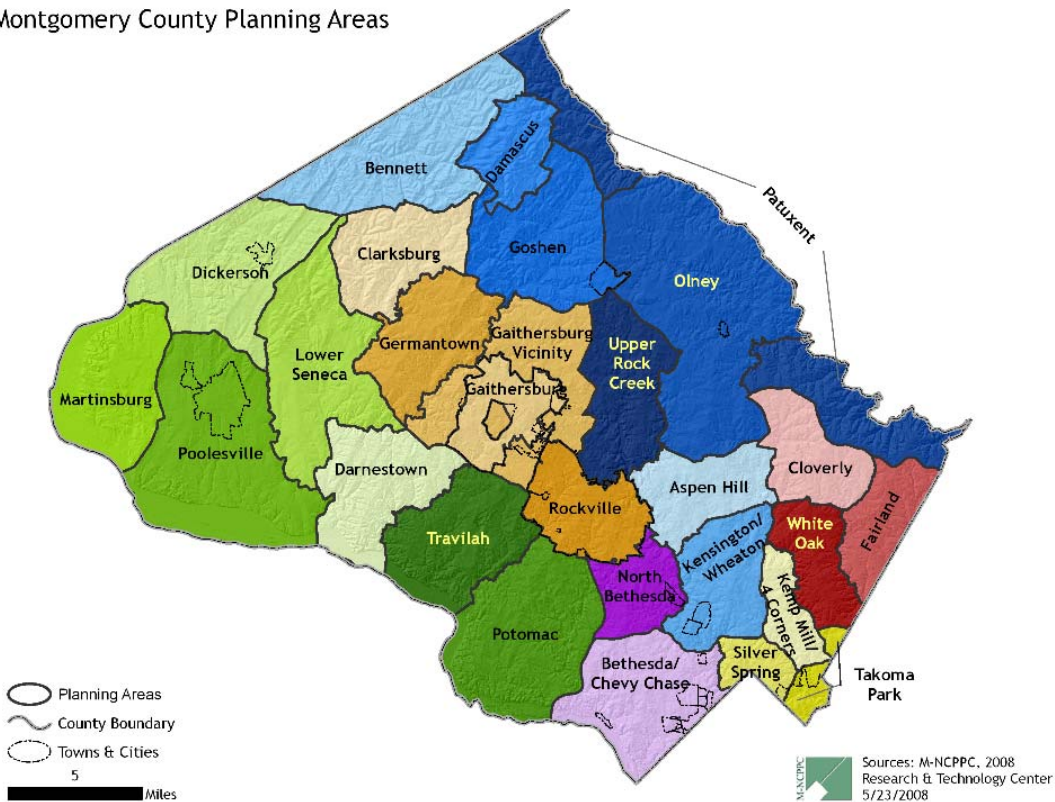 Montgomery County Planning Areas
Damascus
Bennett
Patuxent
Goshen
Clarksburg
Dickerson
Olney
Gaithersburg
Vicinity
Germantown
Upper
Rock
Creek
Lower
Seneca
Gaithersburg
Martinsburg
Poolesville
Darnestown
Cloverly
Aspen Hill
Rockville
Fairland
White
Oak
Travilah
Kensington/
Wheaton
North
Bethesda
Kemp Mill/
4 Corners
Potomac
Silver
Spring
Bethesda/
Chevy Chase
Takoma
Park
Planning Areas
County Boundary
Towns & Cities
5
Miles
M-NCPPC
Sources: M-NCPPC, 2008
Research & Technology Center
5/23/2008